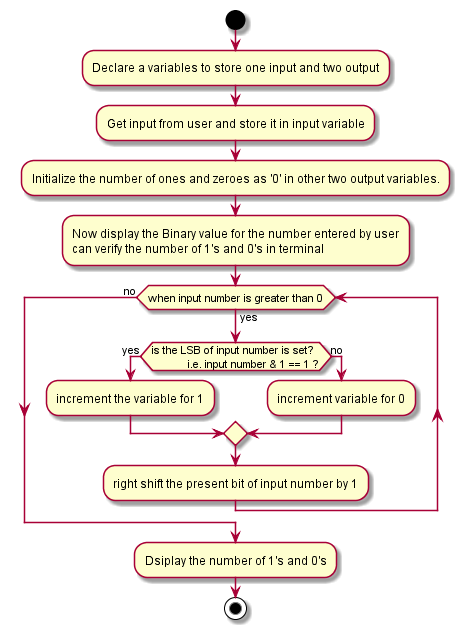 Declare a variables to store one input and two output
Get input from user and store it in input variable
Initialize the number of ones and zeroes as '0' in other two output variables.
Now display the Binary value for the number entered by user
can verify the number of 1's and 0's in terminal
no
when input number is greater than 0
yes
yes
is the LSB of input number is set?
i.e. input number & 1 == 1 ?
no
increment the variable for 1
increment variable for 0
right shift the present bit of input number by 1
Dsiplay the number of 1's and 0's